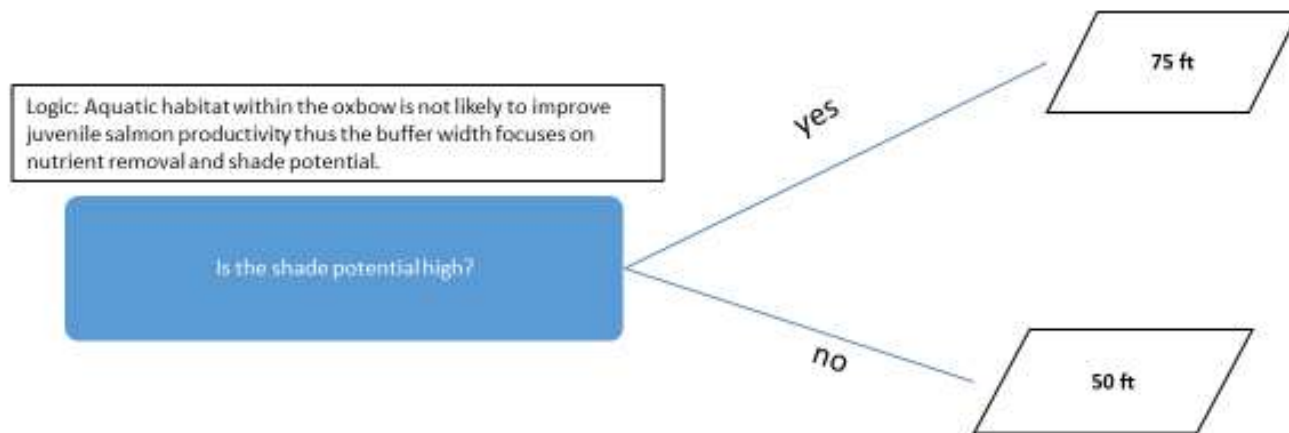 75 ft
Logic: Aquatic habitat within the oxbow is not likely to improve
juvenile salmon productivity thus the buffer width focuses on
nutrient removal and shade potential.
yes
Is the shade potential high?
no
50 ft